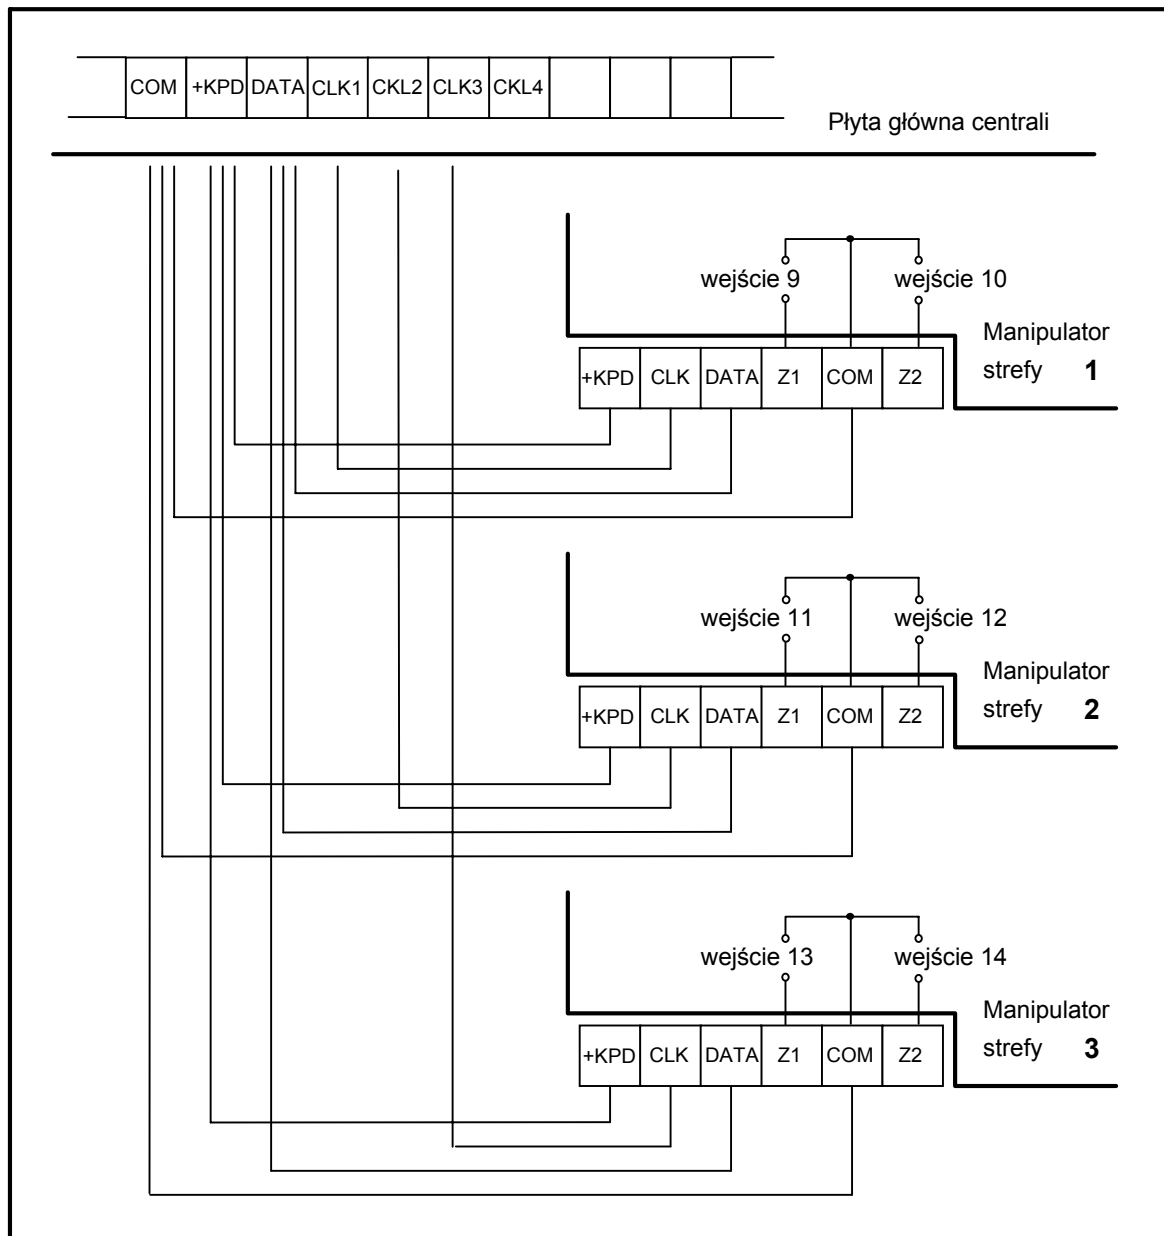 COM +KPD DATA CLK1 CKL2 CLK3 CKL4
Płyta główna centrali
wejście 9 wejście 10
Manipulator
strefy 1
+KPD CLK DATA Z1 COM Z2
wejście 11 wejście 12
Manipulator
strefy 2
+KPD CLK DATA Z1 COM Z2
wejście 13 wejście 14
Manipulator
strefy 3
+KPD CLK DATA Z1 COM Z2